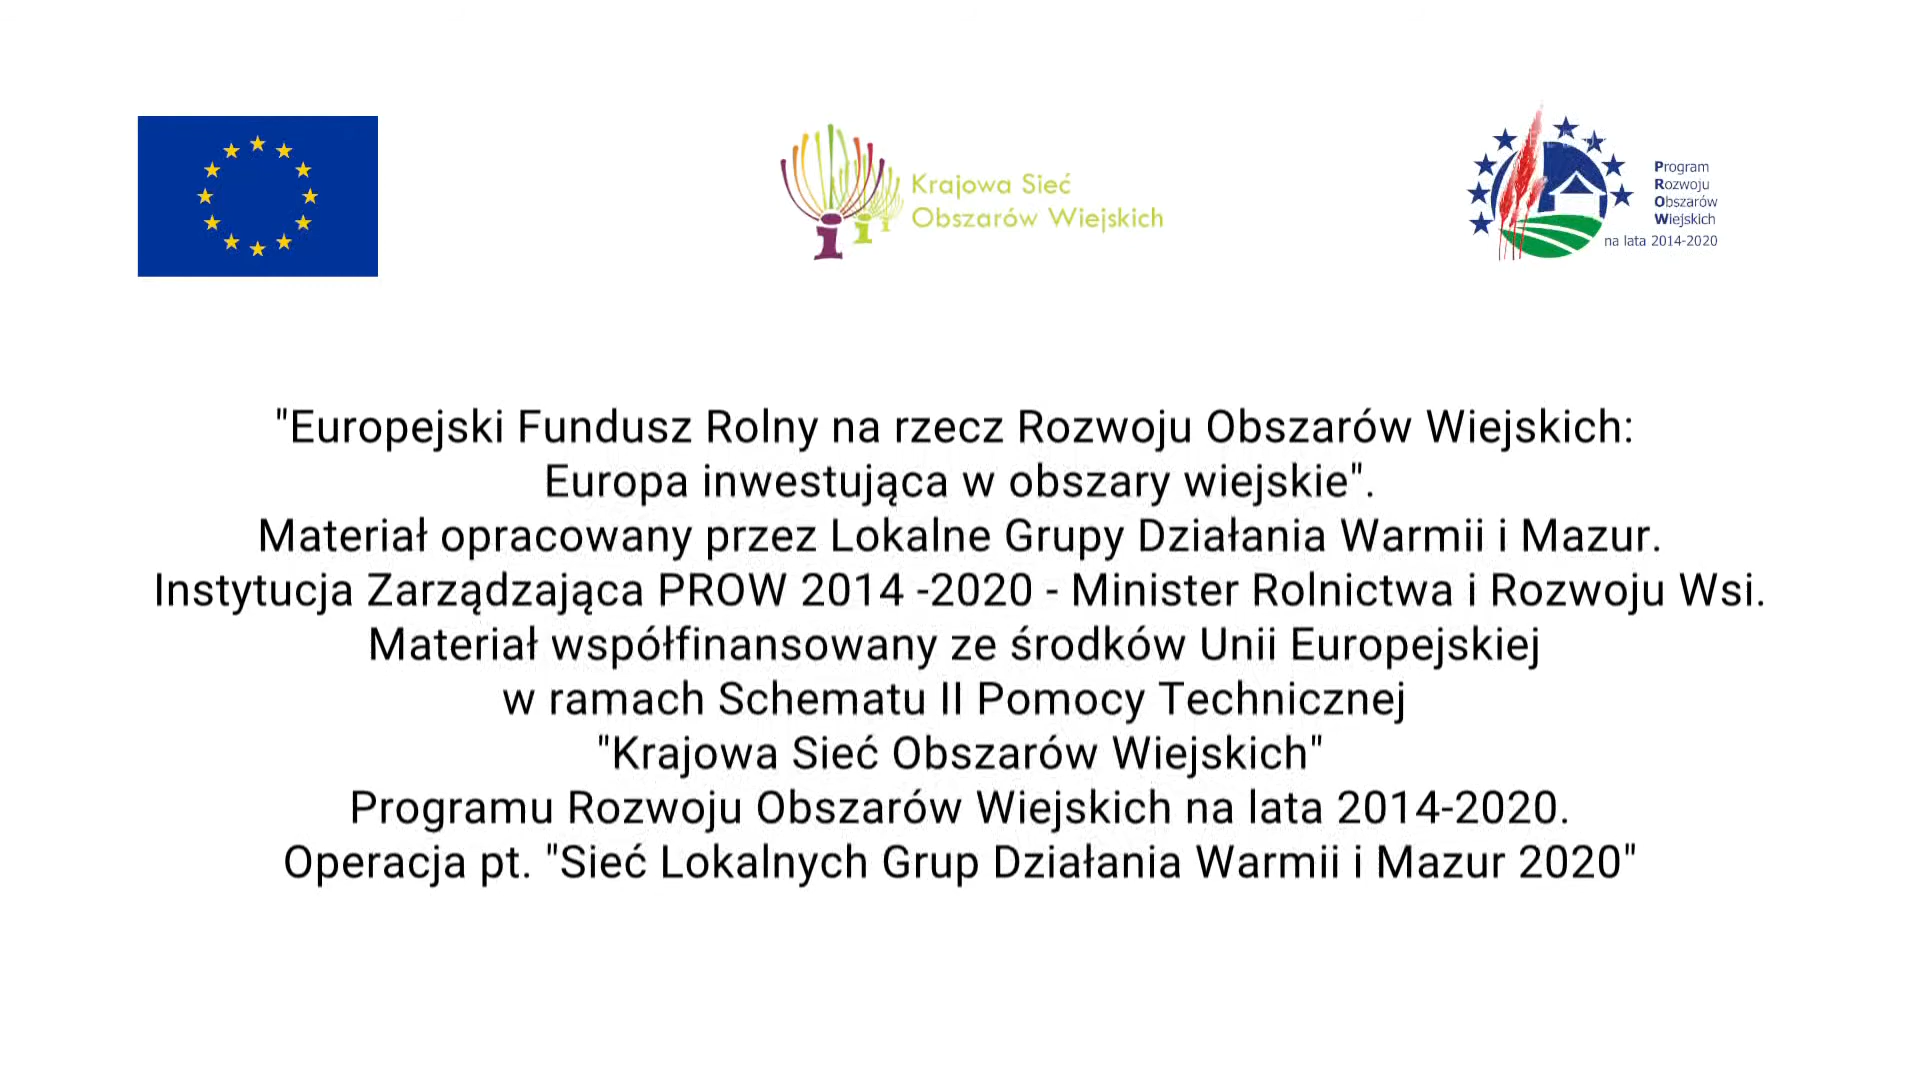 Krajowa Sieć
Obszarów Wiejskich
Program
Rozwoju
Obszarów
Wiejskich
na lata 2014-2020
"Europejski Fundusz Rolny na rzecz Rozwoju Obszarów Wiejskich:
Europa inwestująca w obszary wiejskie".
Materiał opracowany przez Lokalne Grupy Działania Warmii i Mazur.
Instytucja Zarządzająca PROW 2014 -2020 - Minister Rolnictwa i Rozwoju Wsi.
Materiał współfinansowany ze środków Unii Europejskiej
w ramach Schematu II Pomocy Technicznej
"Krajowa Sieć Obszarów Wiejskich"
Programu Rozwoju Obszarów Wiejskich na lata 2014-2020.
Operacja pt. "Sieć Lokalnych Grup Działania Warmii i Mazur 2020"